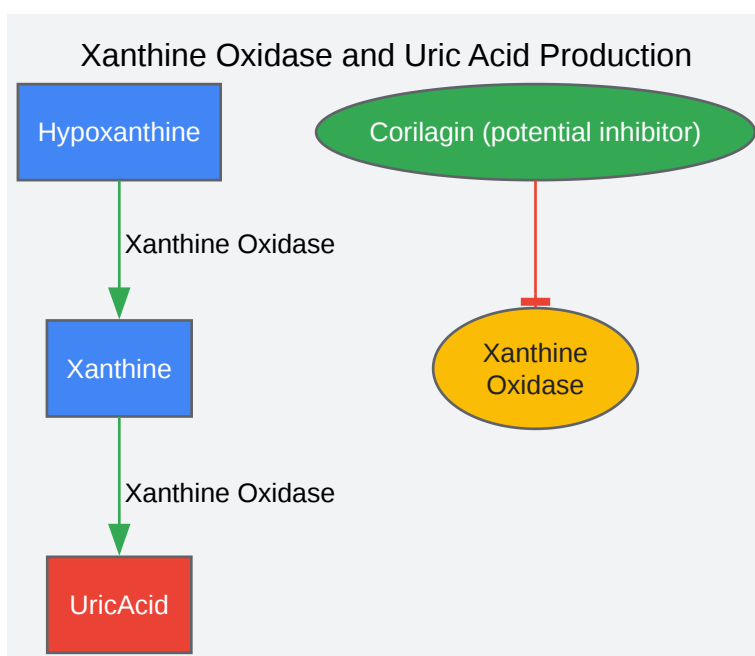 Xanthine Oxidase and Uric Acid Production
Hypoxanthine
Corilagin (potential inhibitor)
Xanthine Oxidase
Xanthine
Xanthine
Oxidase
Xanthine Oxidase
UricAcid